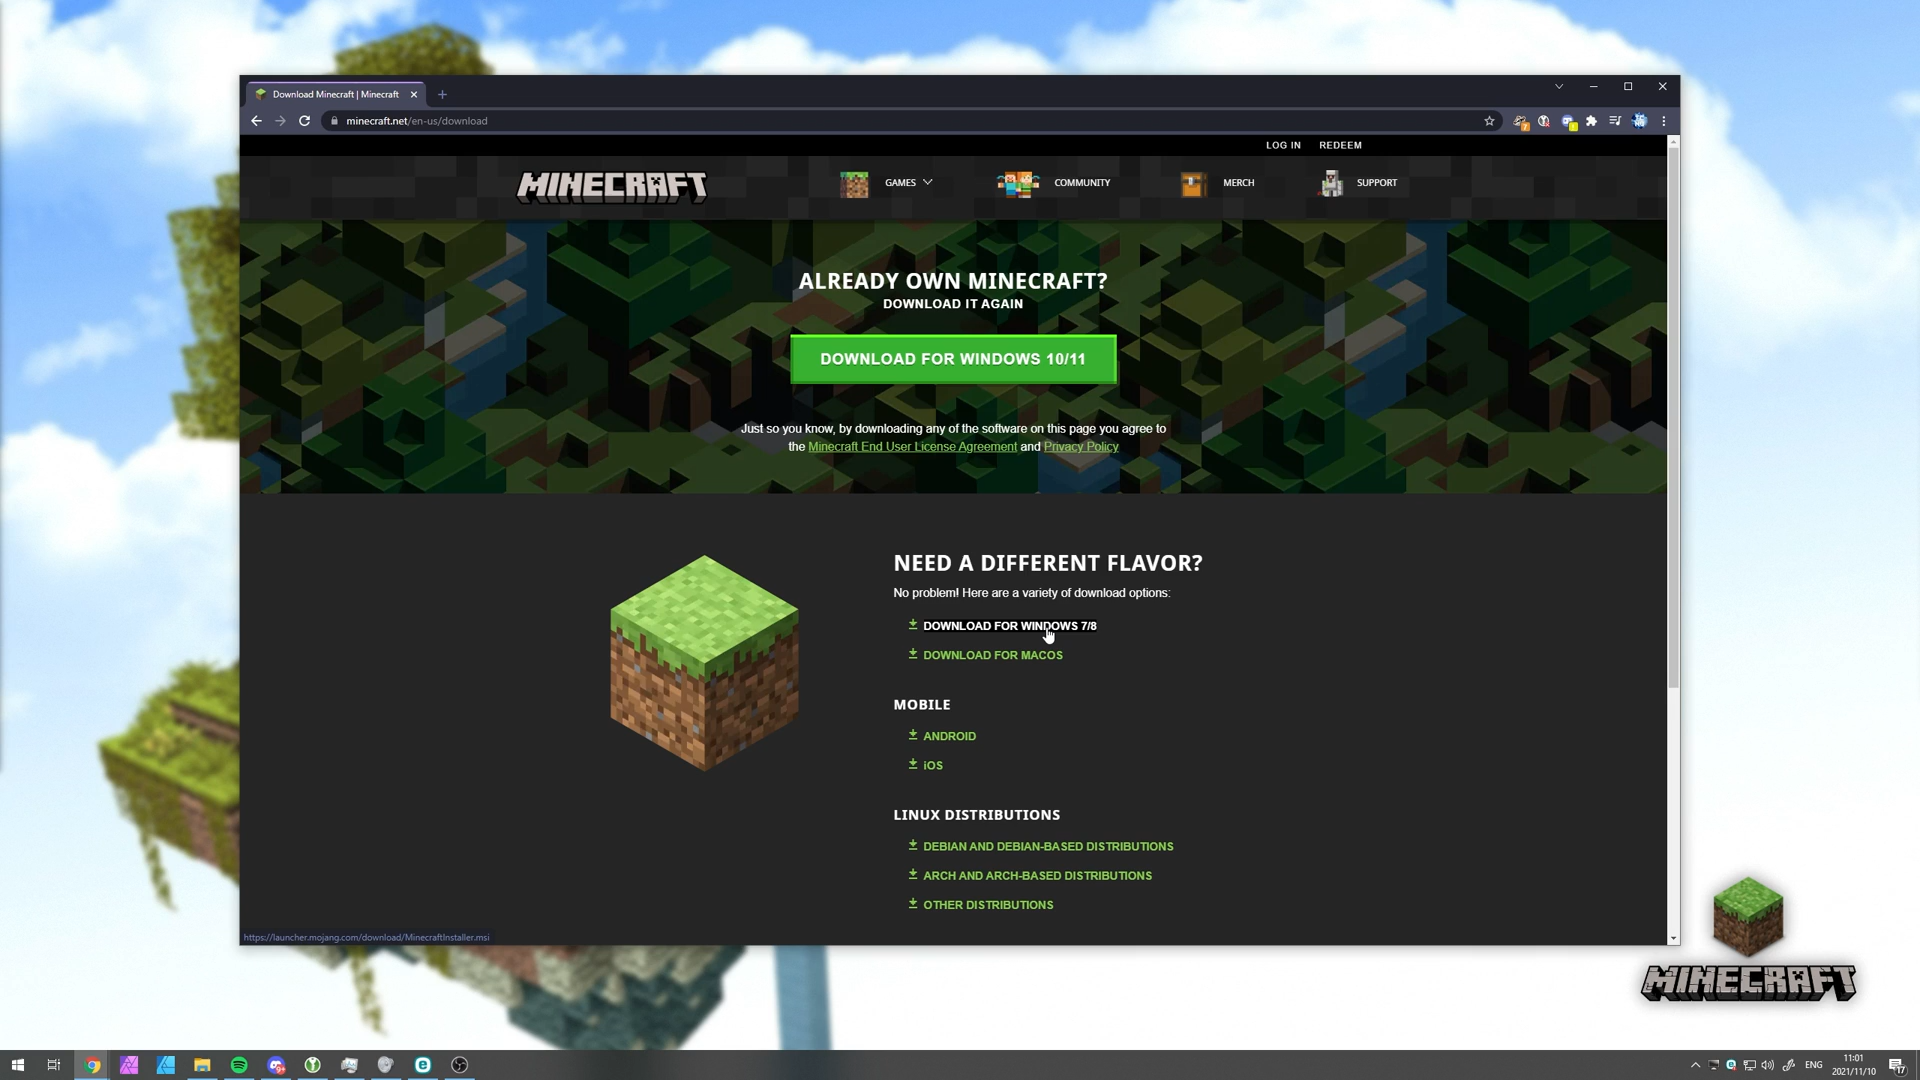 Download Minecraft | Minecraft
minecraft.net/en-us/download
LOG IN REDEEM
MINECRAFT
GAMES COMMUNITY MERCH SUPPORT
ALREADY OWN MINECRAFT?
DOWNLOAD IT AGAIN
DOWNLOAD FOR WINDOWS 10/11
Just so you know, by downloading any of the software on this page you agree to
the Minecraft End User License Agreement and Privacy Policy
NEED A DIFFERENT FLAVOR?
No problem! Here are a variety of download options:
DOWNLOAD FOR WINDOWS 7/8
DOWNLOAD FOR MACOS
MOBILE
ANDROID
iOS
LINUX DISTRIBUTIONS
DEBIAN AND DEBIAN-BASED DISTRIBUTIONS
ARCH AND ARCH-BASED DISTRIBUTIONS
OTHER DISTRIBUTIONS
https://launcher.mojang.com/download/MinecraftInstaller.msi
MINECRAFT
ENG
11:01
2021/11/10
17